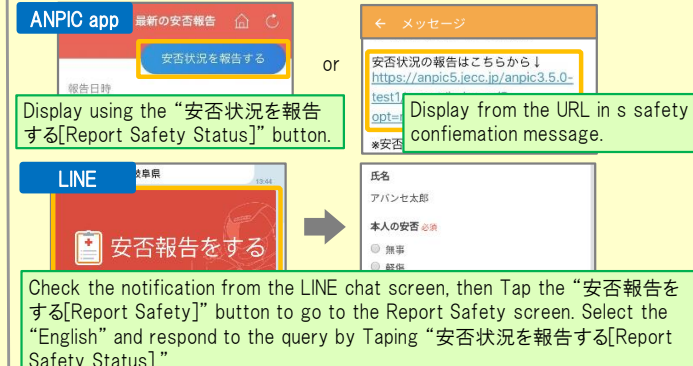 ANPIC app
最新の安否報告
安否状況を報告する
報告日時
Display using the “安否状況を報告
する[Report Safety Status]” button.
or
← メッセージ
安否状況の報告はこちらから↓
https://anpic5.jecc.jp/anpic3.5.0-
test1
opt=
※安否
Display from the URL in s safety
confiemation message.
LINE
阜県
13:44
安否報告をする
氏名
アバンセ太郎
本人の安否 必須
無事
軽傷
Check the notification from the LINE chat screen, then Tap the “安否報告を
する[Report Safety]” button to go to the Report Safety screen. Select the
“English” and respond to the query by Taping “安否状況を報告する[Report
Safety Status].”